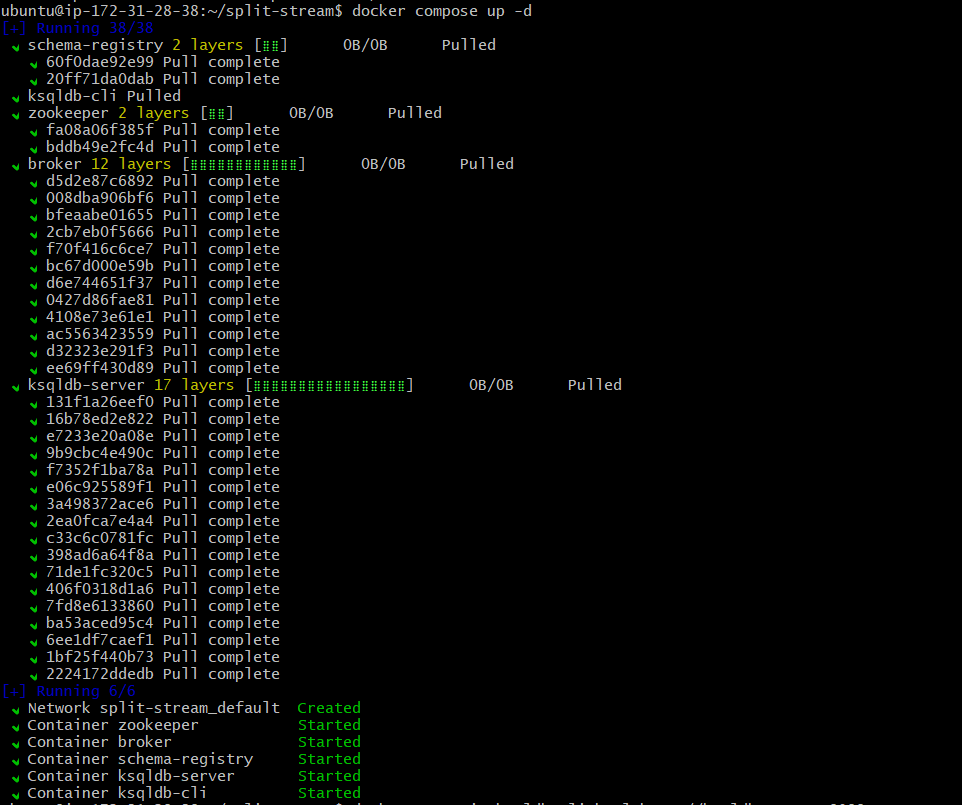 ubuntu@ip-172-31-28-38:~/split-stream$ docker compose up -d
[+] Running 38/38
✔ schema-registry 2 layers [⣿⣿] 0B/0B Pulled
✔ 60f0dae92e99 Pull complete
✔ 20ff71da0dab Pull complete
✔ ksqldb-cli Pulled
✔ zookeeper 2 layers [⣿⣿] 0B/0B Pulled
✔ fa08a06f385f Pull complete
✔ bddb49e2fc4d Pull complete
✔ broker 12 layers [⣿⣿⣿⣿⣿⣿⣿⣿⣿⣿⣿⣿] 0B/0B Pulled
✔ d5d2e87c6892 Pull complete
✔ 008dba906bf6 Pull complete
✔ bfeaabe01655 Pull complete
✔ 2cb7eb0f5666 Pull complete
✔ f70f416c6ce7 Pull complete
✔ bc67d000e59b Pull complete
✔ d6e744651f37 Pull complete
✔ 0427d86fae81 Pull complete
✔ 4108e73e61e1 Pull complete
✔ ac5563423559 Pull complete
✔ d32323e291f3 Pull complete
✔ ee69ff430d89 Pull complete
✔ ksqldb-server 17 layers [⣿⣿⣿⣿⣿⣿⣿⣿⣿⣿⣿⣿⣿⣿⣿⣿⣿] 0B/0B Pulled
✔ 131f1a26eef0 Pull complete
✔ 16b78ed2e822 Pull complete
✔ e7233e20a08e Pull complete
✔ 9b9cbc4e490c Pull complete
✔ f7352f1ba78a Pull complete
✔ e06c925589f1 Pull complete
✔ 3a498372ace6 Pull complete
✔ 2ea0fca7e4a4 Pull complete
✔ c33c6c0781fc Pull complete
✔ 398ad6a64f8a Pull complete
✔ 71de1fc320c5 Pull complete
✔ 406f0318d1a6 Pull complete
✔ 7fd8e6133860 Pull complete
✔ ba53aced95c4 Pull complete
✔ 6ee1df7caef1 Pull complete
✔ 1bf25f440b73 Pull complete
✔ 2224172ddedb Pull complete
[+] Running 6/6
✔ Network split-stream_default Created
✔ Container zookeeper Started
✔ Container broker Started
✔ Container schema-registry Started
✔ Container ksqldb-server Started
✔ Container ksqldb-cli Started